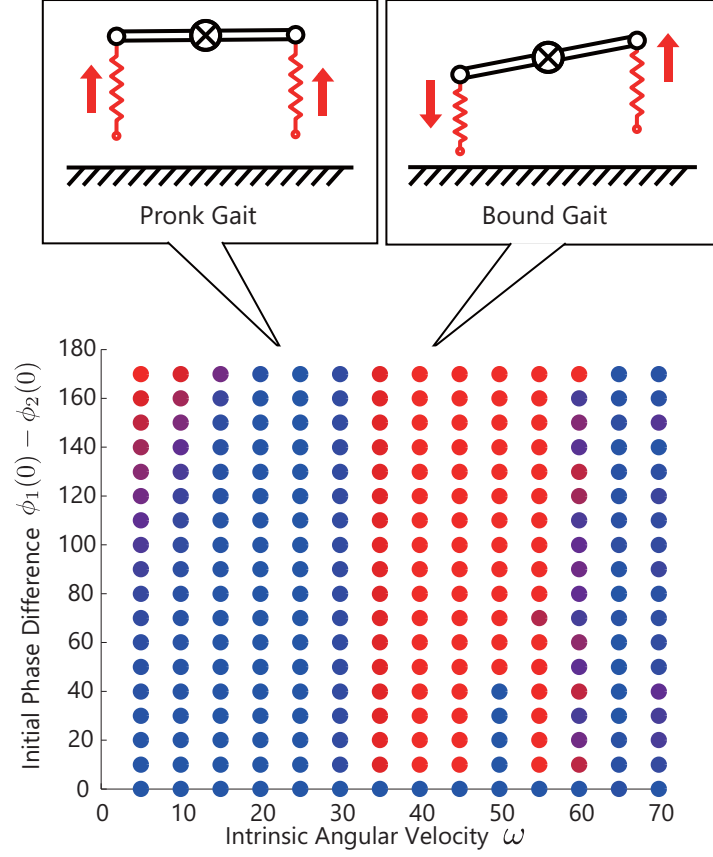 Pronk Gait
Bound Gait
180
160
140
120
100
80
60
40
20
0
Initial Phase Difference ϕ₁(0) − ϕ₂(0)
0 10 20 30 40 50 60 70
Intrinsic Angular Velocity ω